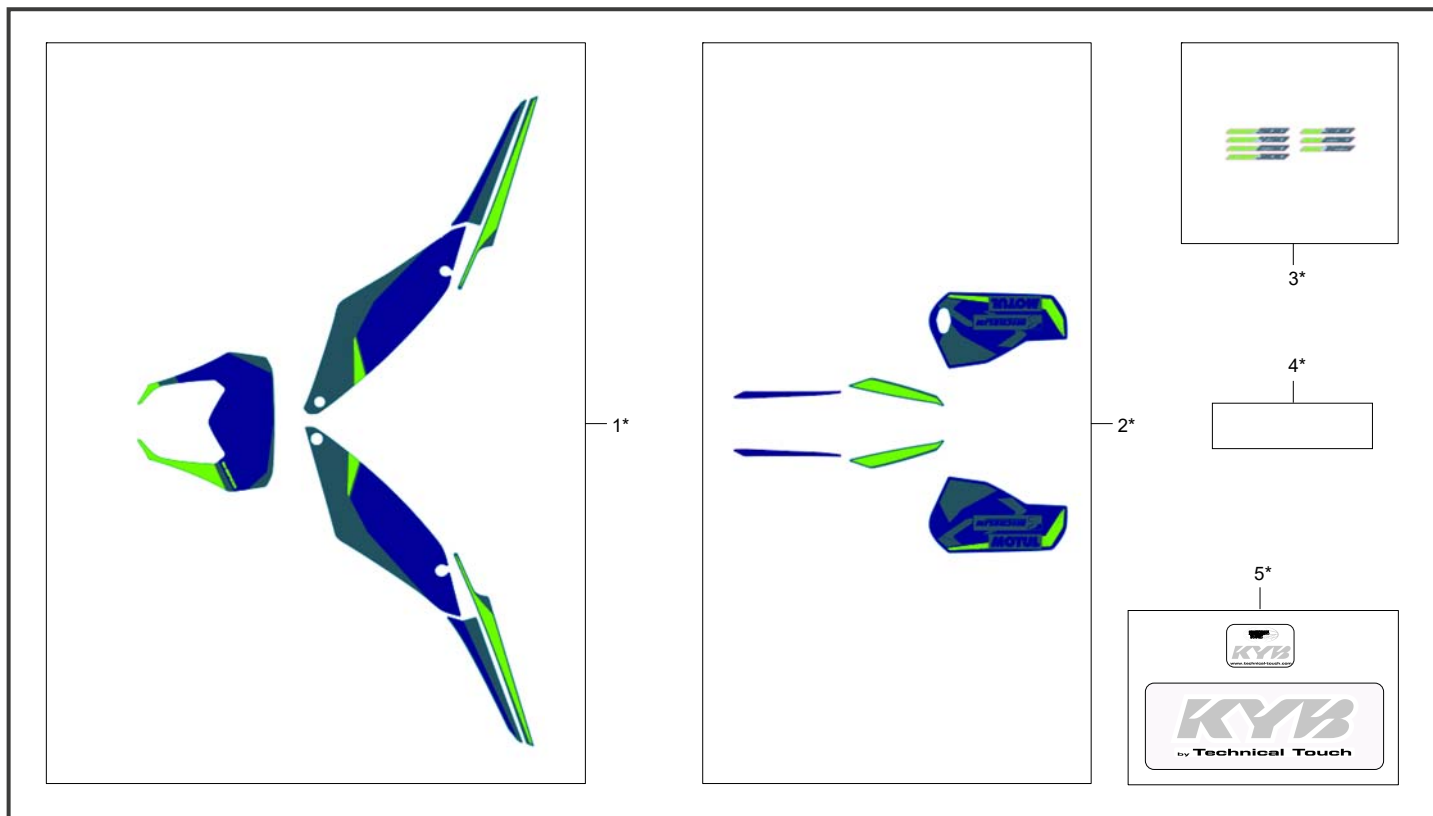 1*
2*
3*
4*
5*
MOTUL
MICHELIN
MICHELIN
MOTUL
KYB
www.technical-touch.com
KYB
by Technical Touch